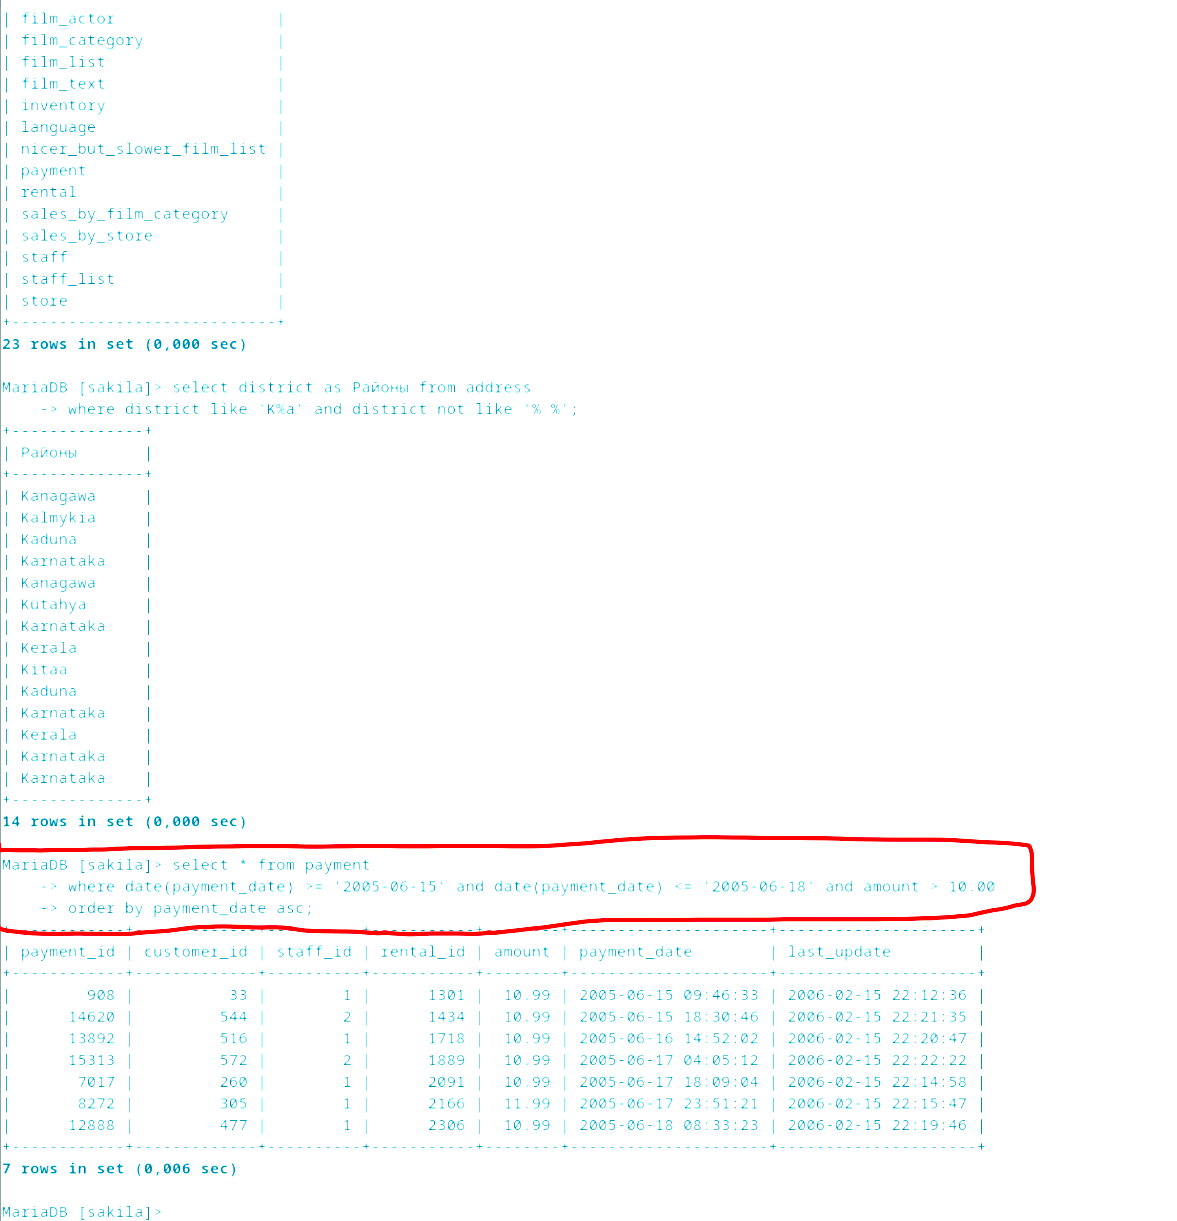 | film_actor |
| film_category |
| film_list |
| film_text |
| inventory |
| language |
| nicer_but_slower_film_list |
| payment |
| rental |
| sales_by_film_category |
| sales_by_store |
| staff |
| staff_list |
| store |
+----------------------------+
23 rows in set (0,000 sec)
MariaDB [sakila]> select district as Районы from address
-> where district like 'K%a' and district not like '% %';
+--------------+
| Районы |
+--------------+
| Kanagawa |
| Kalmykia |
| Kaduna |
| Karnataka |
| Kanagawa |
| Kutahya |
| Karnataka |
| Kerala |
| Kitaa |
| Kaduna |
| Karnataka |
| Kerala |
| Karnataka |
| Karnataka |
+--------------+
14 rows in set (0,000 sec)
MariaDB [sakila]> select * from payment
-> where date(payment_date) >= '2005-06-15' and date(payment_date) <= '2005-06-18' and amount > 10.00
-> order by payment_date asc;
+------------+-------------+----------+-----------+--------+---------------------+---------------------+
| payment_id | customer_id | staff_id | rental_id | amount | payment_date | last_update |
+------------+-------------+----------+-----------+--------+---------------------+---------------------+
| 908 | 33 | 1 | 1301 | 10.99 | 2005-06-15 09:46:33 | 2006-02-15 22:12:36 |
| 14620 | 544 | 2 | 1434 | 10.99 | 2005-06-15 18:30:46 | 2006-02-15 22:21:35 |
| 13892 | 516 | 1 | 1718 | 10.99 | 2005-06-16 14:52:02 | 2006-02-15 22:20:47 |
| 15313 | 572 | 2 | 1889 | 10.99 | 2005-06-17 04:05:12 | 2006-02-15 22:22:22 |
| 7017 | 260 | 1 | 2091 | 10.99 | 2005-06-17 18:09:04 | 2006-02-15 22:14:58 |
| 8272 | 305 | 1 | 2166 | 11.99 | 2005-06-17 23:51:21 | 2006-02-15 22:15:47 |
| 12888 | 477 | 1 | 2306 | 10.99 | 2005-06-18 08:33:23 | 2006-02-15 22:19:46 |
+------------+-------------+----------+-----------+--------+---------------------+---------------------+
7 rows in set (0,006 sec)
MariaDB [sakila]>